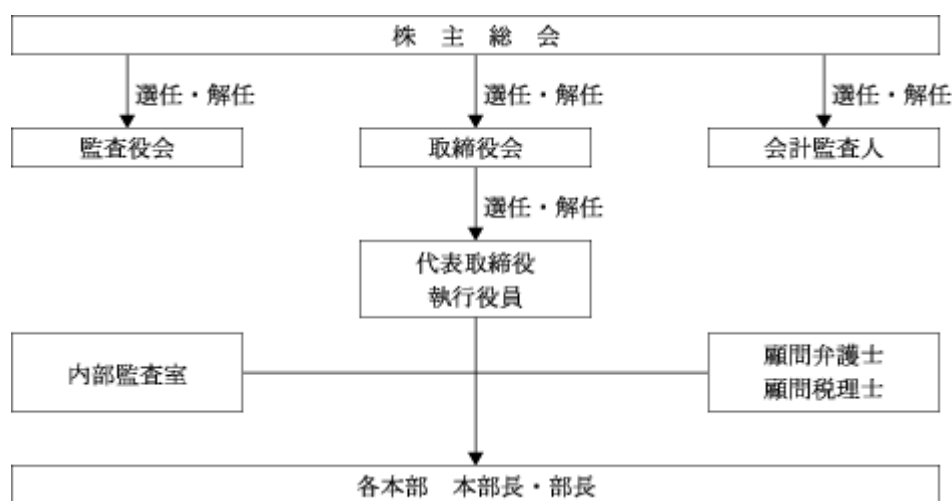 株主総会
選任・解任
選任・解任
選任・解任
監査役会
取締役会
会計監査人
選任・解任
代表取締役
執行役員
内部監査室
顧問弁護士
顧問税理士
各本部 本部長・部長